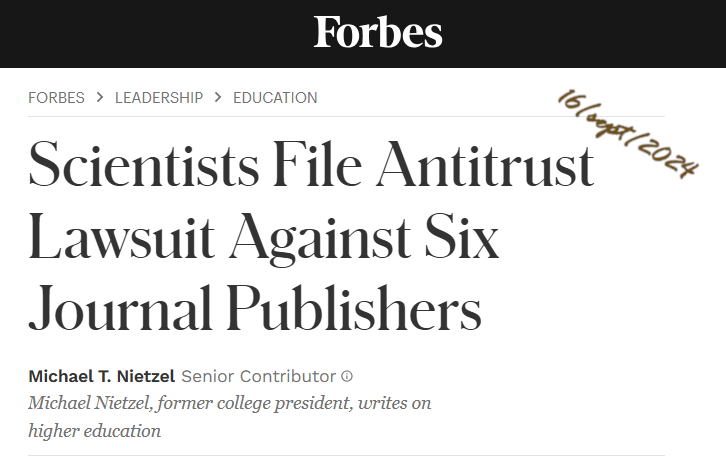 Forbes
FORBES > LEADERSHIP > EDUCATION
16/sept/2024
Scientists File Antitrust
Lawsuit Against Six
Journal Publishers
Michael T. Nietzel Senior Contributor
Michael Nietzel, former college president, writes on
higher education